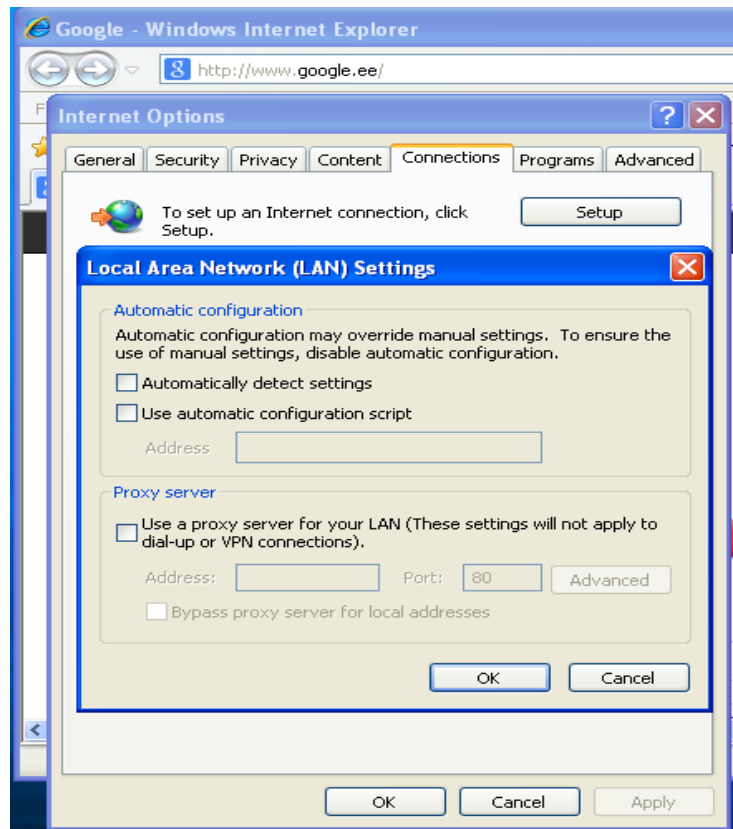 Google - Windows Internet Explorer
8 http://www.google.ee/
F
Internet Options
?
General Security Privacy Content Connections Programs Advanced
To set up an Internet connection, click
Setup.
Setup
Local Area Network (LAN) Settings
Automatic configuration
Automatic configuration may override manual settings. To ensure the
use of manual settings, disable automatic configuration.
Automatically detect settings
Use automatic configuration script
Address
Proxy server
Use a proxy server for your LAN (These settings will not apply to
dial-up or VPN connections).
Address: Port: 80 Advanced
Bypass proxy server for local addresses
OK Cancel
OK Cancel Apply